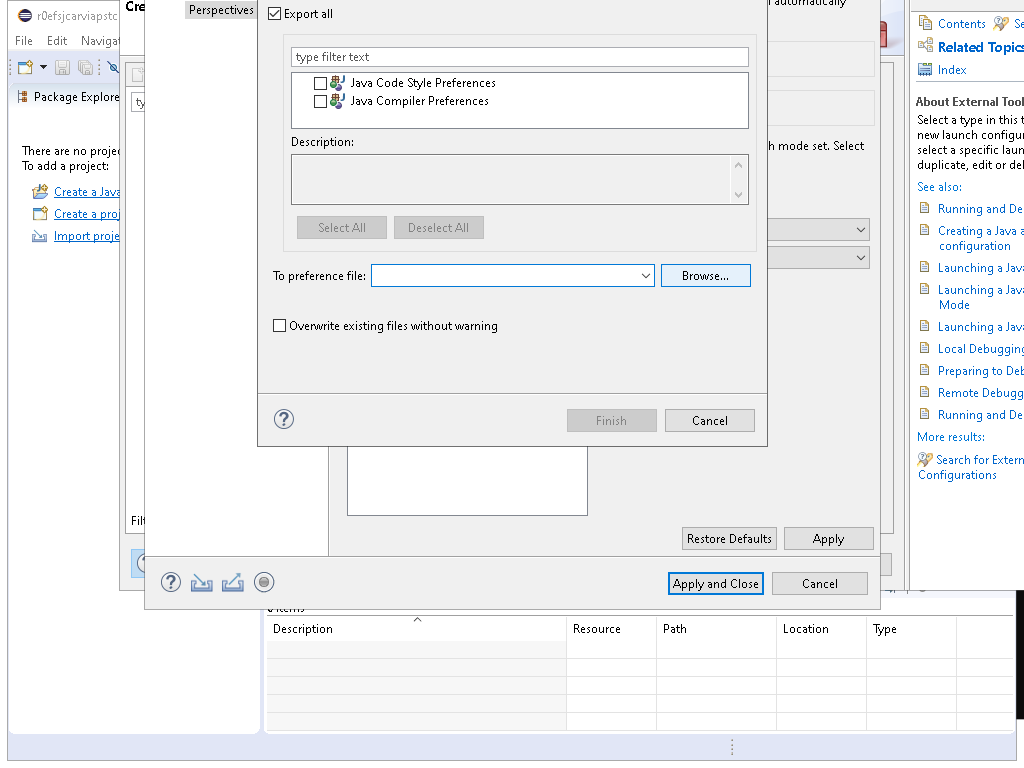 r0efsjcarviapstc
File Edit Navigat
Package Explore
There are no projec
To add a project:
Create a Java
Create a proj
Import proje
Cre
ty
Filt
Perspectives
Export all
type filter text
Java Code Style Preferences
Java Compiler Preferences
Description:
Select All Deselect All
To preference file: Browse...
Overwrite existing files without warning
Finish Cancel
automatically
h mode set. Select
Restore Defaults Apply
Apply and Close Cancel
items
Description Resource Path Location Type
Contents Se
Related Topics
Index
About External Tool
Select a type in this t
new launch configur
select a specific laun
duplicate, edit or del
See also:
Running and De
Creating a Java a
configuration
Launching a Java
Launching a Java
Mode
Launching a Java
Local Debugging
Preparing to Deb
Remote Debugg
Running and De
More results:
Search for Extern
Configurations